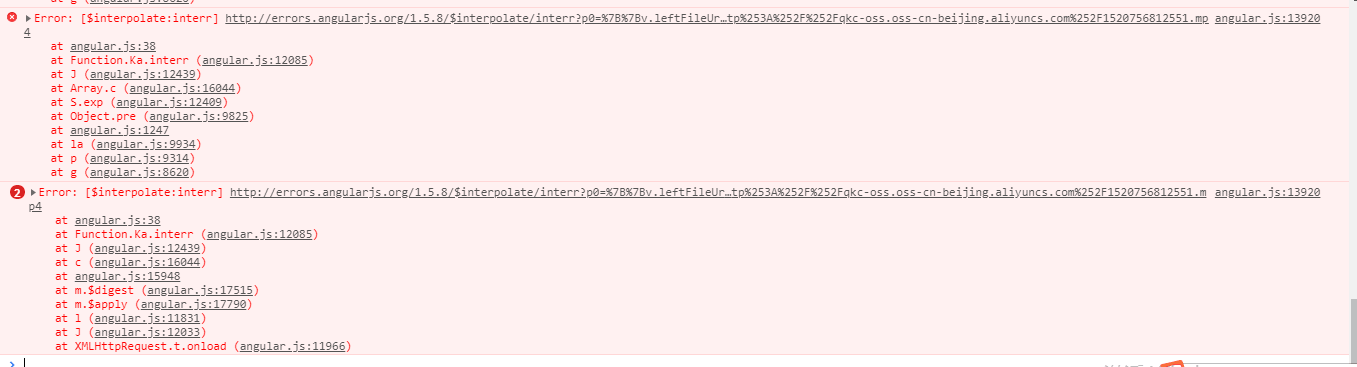 Error: [$interpolate:interr] http://errors.angularjs.org/1.5.8/$interpolate/interr?p0=%7B%7Bv.leftFileUr…tp%253A%252F%252Fqkc-oss.oss-cn-beijing.aliyuncs.com%252F1520756812551.mp angular.js:13920
4
at angular.js:38
at Function.Ka.interr (angular.js:12085)
at J (angular.js:12439)
at Array.c (angular.js:16044)
at S.exp (angular.js:12409)
at Object.pre (angular.js:9825)
at angular.js:1247
at la (angular.js:9934)
at p (angular.js:9314)
at g (angular.js:8620)
2 Error: [$interpolate:interr] http://errors.angularjs.org/1.5.8/$interpolate/interr?p0=%7B%7Bv.leftFileUr…tp%253A%252F%252Fqkc-oss.oss-cn-beijing.aliyuncs.com%252F1520756812551.m angular.js:13920
p4
at angular.js:38
at Function.Ka.interr (angular.js:12085)
at J (angular.js:12439)
at c (angular.js:16044)
at angular.js:15948
at m.$digest (angular.js:17515)
at m.$apply (angular.js:17790)
at l (angular.js:11831)
at J (angular.js:12033)
at XMLHttpRequest.t.onload (angular.js:11966)